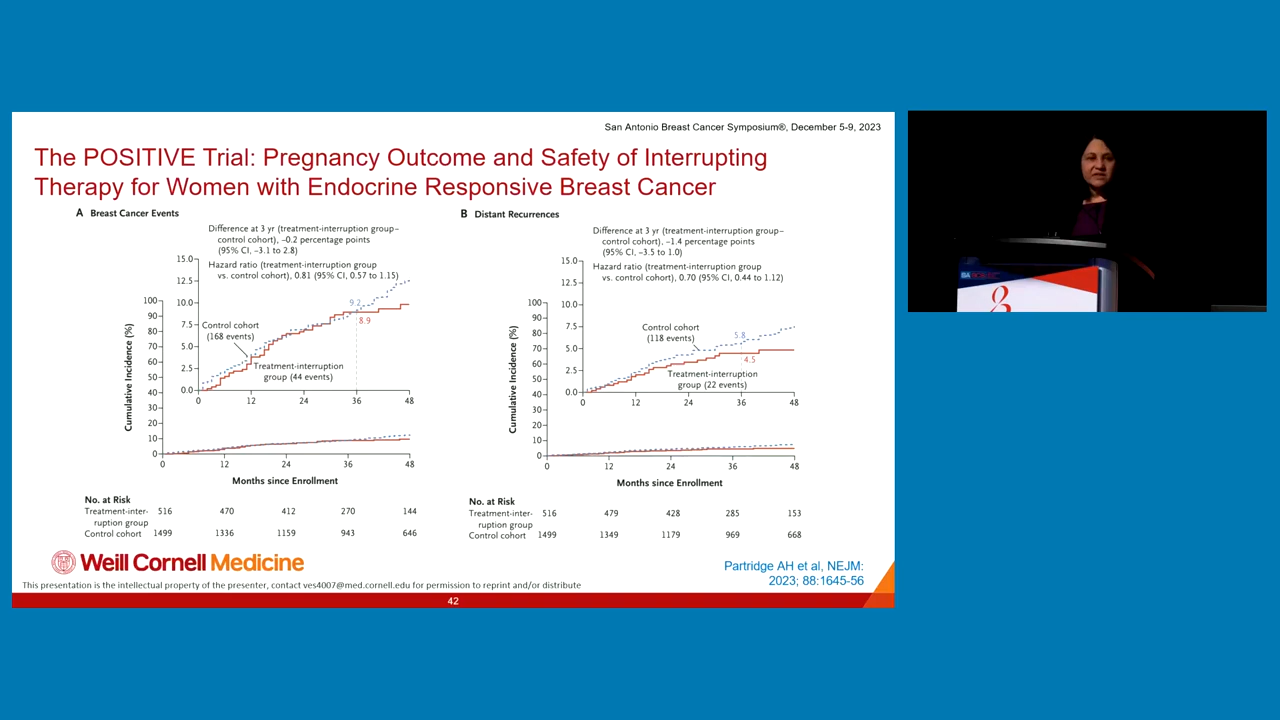 San Antonio Breast Cancer Symposium®, December 5-9, 2023
The POSITIVE Trial: Pregnancy Outcome and Safety of Interrupting
Therapy for Women with Endocrine Responsive Breast Cancer
A Breast Cancer Events
Difference at 3 yr (treatment-interruption group–
control cohort), –0.2 percentage points
(95% CI, –3.1 to 2.8)
Hazard ratio (treatment-interruption group
vs. control cohort), 0.81 (95% CI, 0.57 to 1.15)
15.0
12.5
10.0
7.5
5.0
2.5
0.0
0 12 24 36 48
9.2
8.9
Control cohort
(168 events)
Treatment-interruption
group (44 events)
Cumulative Incidence (%)
100
90
80
70
60
50
40
30
20
10
0
0 12 24 36 48
Months since Enrollment
No. at Risk
Treatment-inter- 516 470 412 270 144
ruption group
Control cohort 1499 1336 1159 943 646
B Distant Recurrences
Difference at 3 yr (treatment-interruption group–
control cohort), –1.4 percentage points
(95% CI, –3.5 to 1.0)
Hazard ratio (treatment-interruption group
vs. control cohort), 0.70 (95% CI, 0.44 to 1.12)
15.0
12.5
10.0
7.5
5.0
2.5
0.0
0 12 24 36 48
5.8
4.5
Control cohort
(118 events)
Treatment-interruption
group (22 events)
Cumulative Incidence (%)
100
90
80
70
60
50
40
30
20
10
0
0 12 24 36 48
Months since Enrollment
No. at Risk
Treatment-inter- 516 479 428 285 153
ruption group
Control cohort 1499 1349 1179 969 668
Weill Cornell Medicine
Partridge AH et al, NEJM:
2023; 88:1645-56
This presentation is the intellectual property of the presenter, contact ves4007@med.cornell.edu for permission to reprint and/or distribute
42